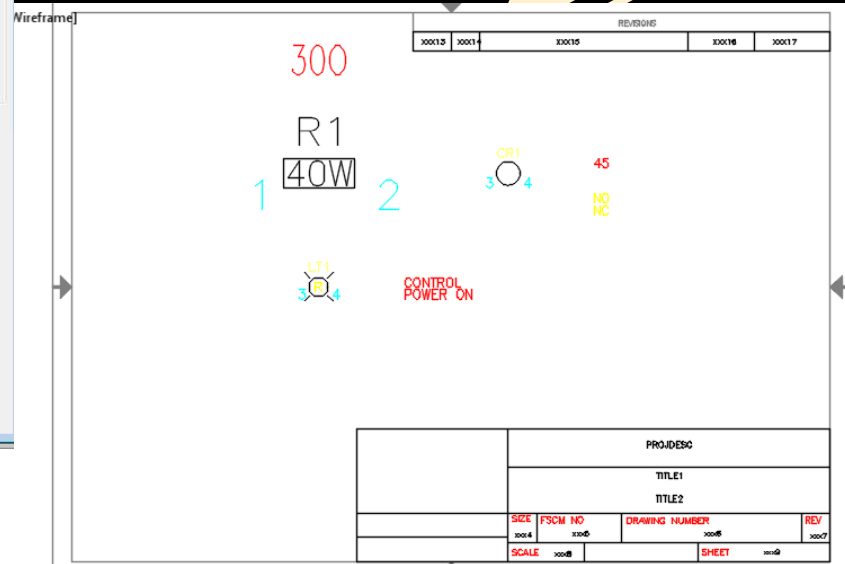 Wireframe]
REVISIONS
xxx13 xxx14 xxx15 xxx16 xxx17
300
R1
40W
1 2
CR1
3 4
45
NO
NC
LT1
R
3 4
CONTROL
POWER ON
PROJDESC
TITLE1
TITLE2
SIZE FSCM NO DRAWING NUMBER REV
xxx4 xxx5 xxx6 xxx7
SCALE xxx8 SHEET xxx9